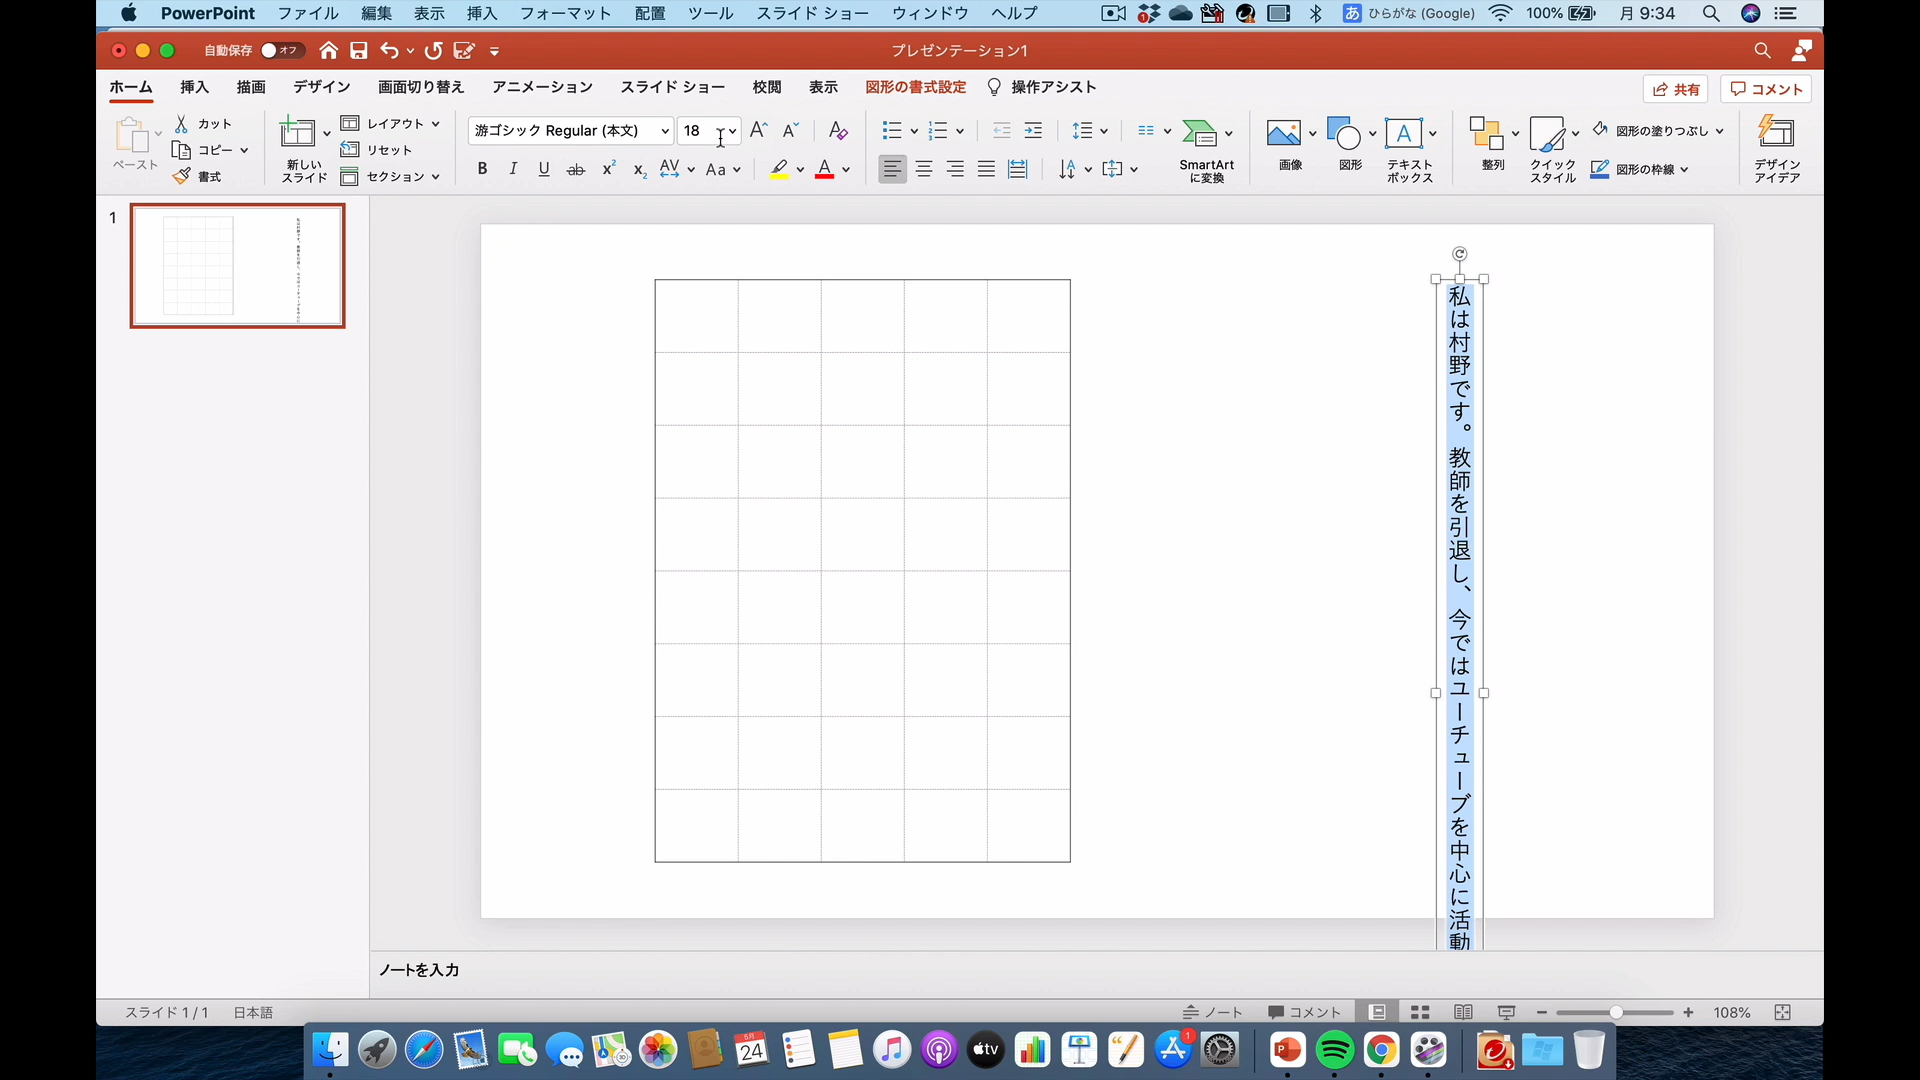 PowerPoint ファイル 編集 表示 挿入 フォーマット 配置 ツール スライド ショー ウィンドウ ヘルプ
あ ひらがな (Google) 100% 月 9:34
自動保存 オフ
プレゼンテーション1
ホーム 挿入 描画 デザイン 画面切り替え アニメーション スライド ショー 校閲 表示 図形の書式設定 操作アシスト
共有 コメント
ペースト
カット
コピー
書式
新しい
スライド
レイアウト
リセット
セクション
游ゴシック Regular (本文) 18
SmartArt
に変換
画像
図形
テキスト
ボックス
整列
クイック
スタイル
図形の塗りつぶし
図形の枠線
デザイン
アイデア
1
私は村野です。教師を引退し、今ではユーチューブを中心に活動
ノートを入力
スライド 1 / 1 日本語
ノート コメント 108%
5月
24
tv
1